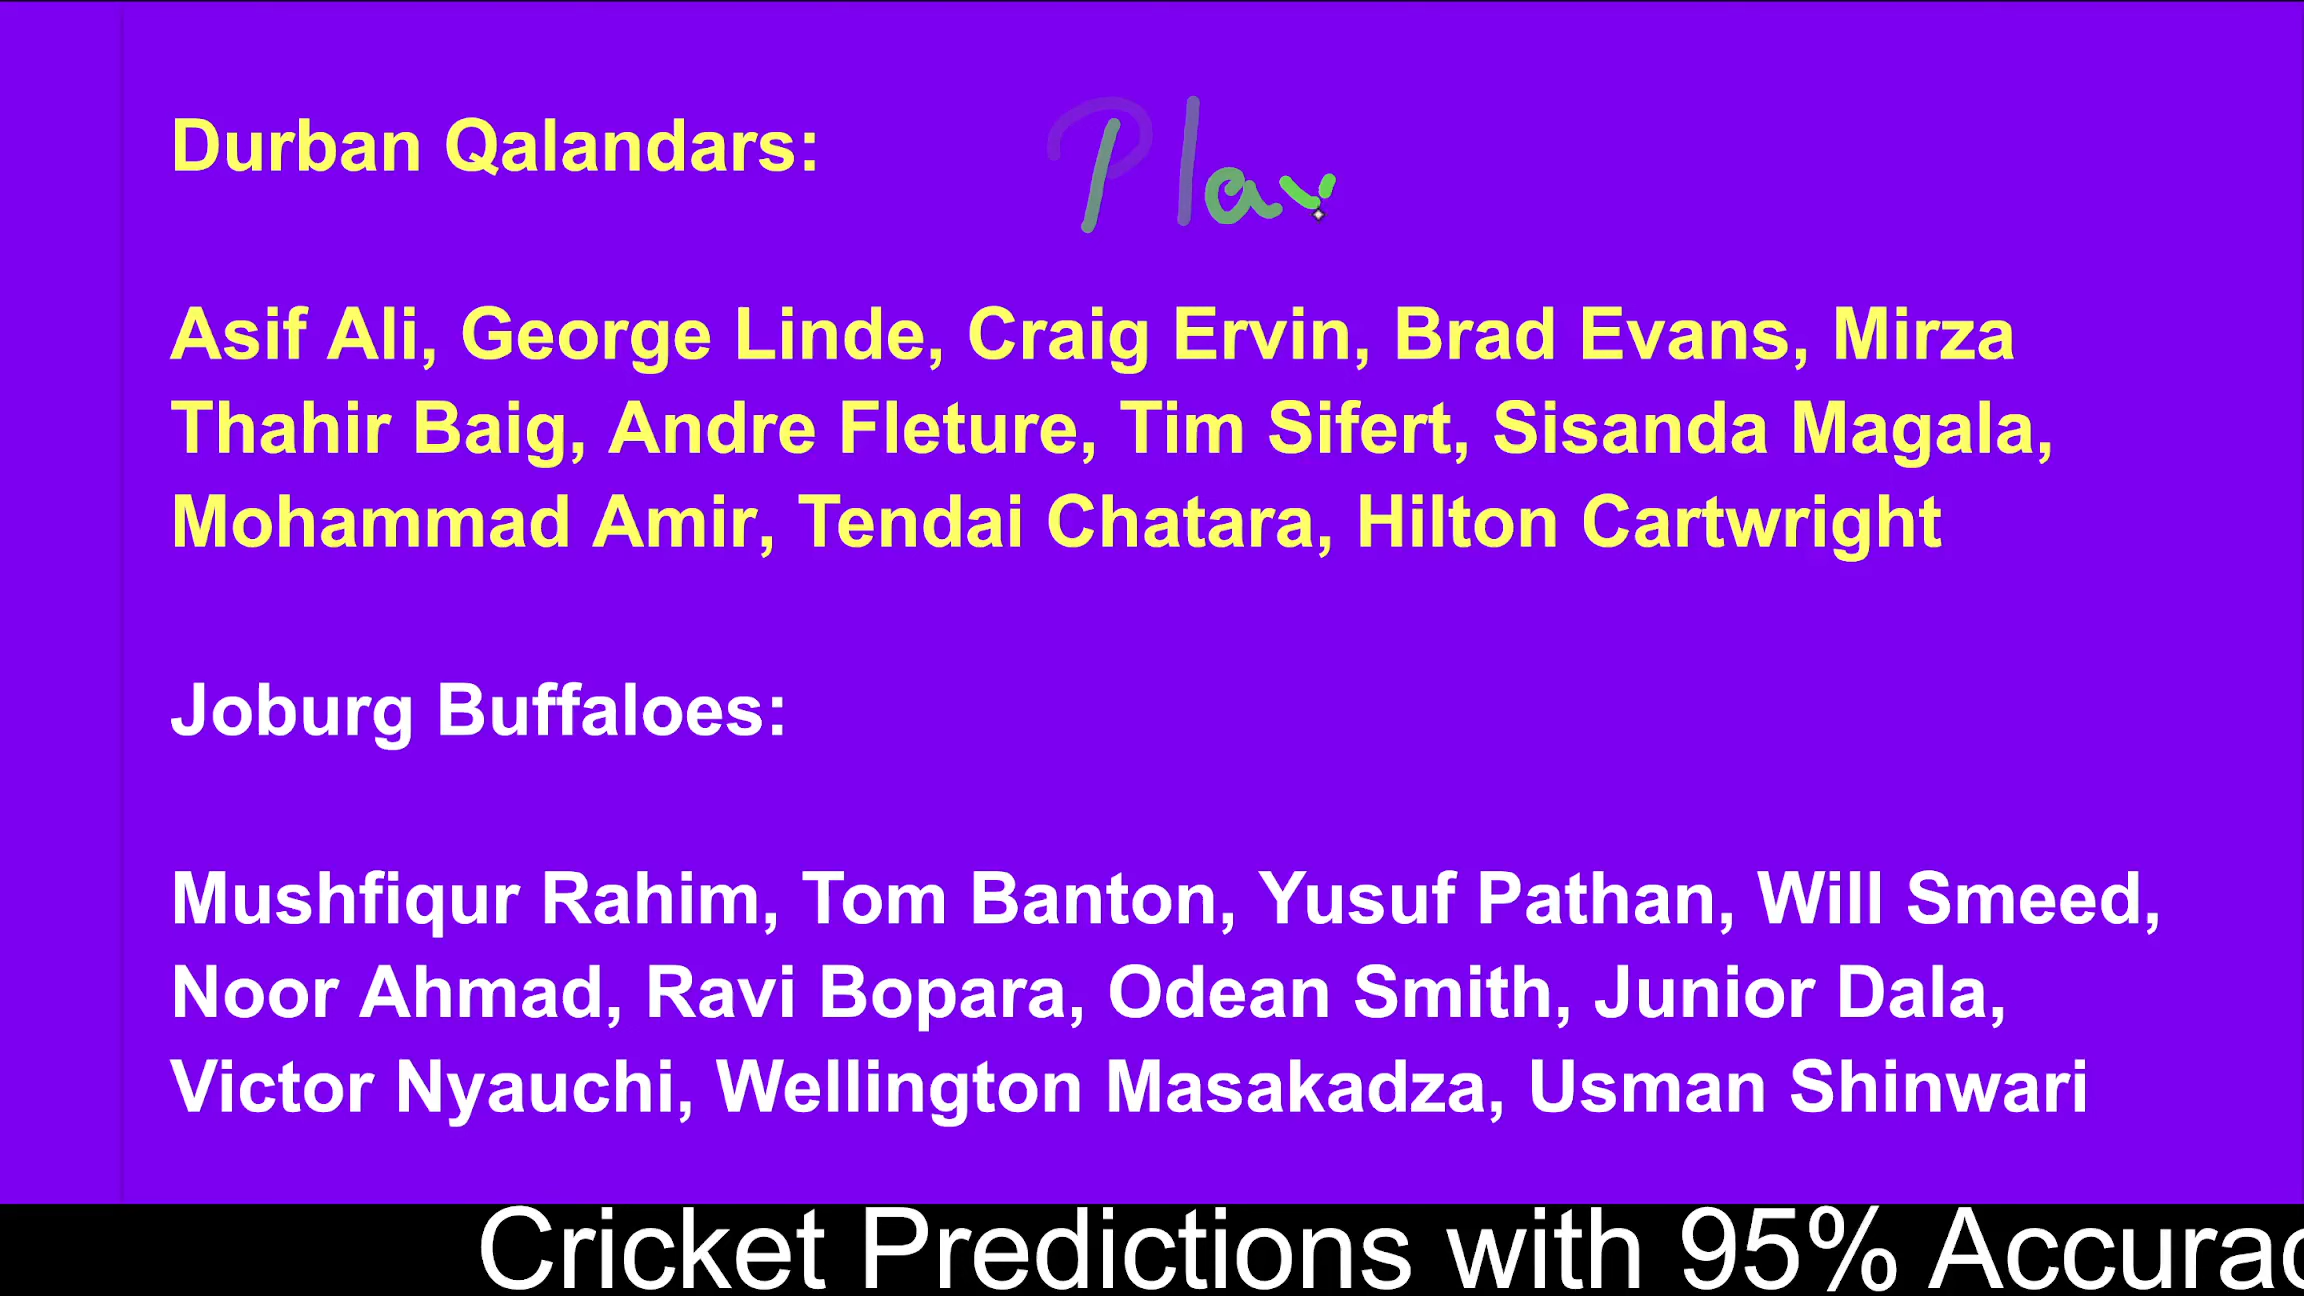 Durban Qalandars:
Play
Asif Ali, George Linde, Craig Ervin, Brad Evans, Mirza
Thahir Baig, Andre Fleture, Tim Sifert, Sisanda Magala,
Mohammad Amir, Tendai Chatara, Hilton Cartwright
Joburg Buffaloes:
Mushfiqur Rahim, Tom Banton, Yusuf Pathan, Will Smeed,
Noor Ahmad, Ravi Bopara, Odean Smith, Junior Dala,
Victor Nyauchi, Wellington Masakadza, Usman Shinwari
Cricket Predictions with 95% Accurac